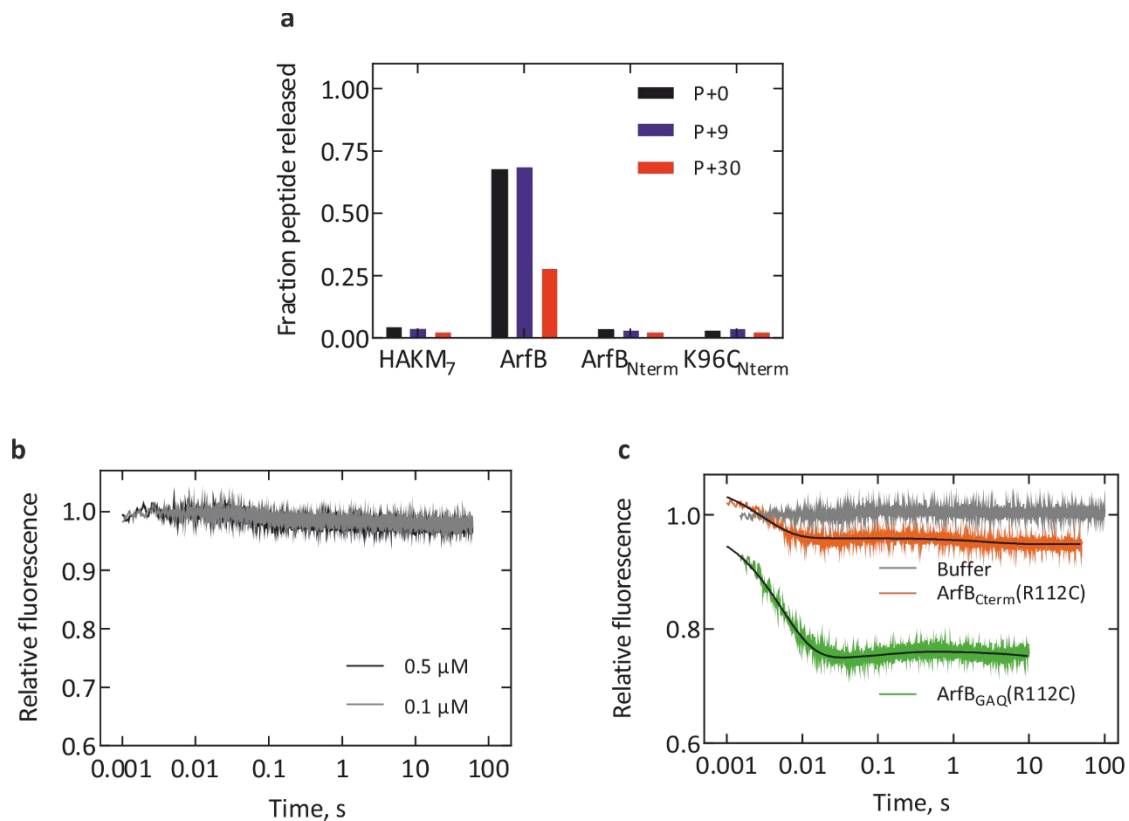 a
Fraction peptide released
1.00
0.75
0.50
0.25
0.00
P+0
P+9
P+30
HAKM7 ArfB ArfBNterm K96CNterm
b
Relative fluorescence
1.0
0.9
0.8
0.7
0.6
0.5 μM
0.1 μM
0.001 0.01 0.1 1 10 100
Time, s
c
Relative fluorescence
1.0
0.8
0.6
Buffer
ArfBCterm(R112C)
ArfBGAQ(R112C)
0.001 0.01 0.1 1 10 100
Time, s